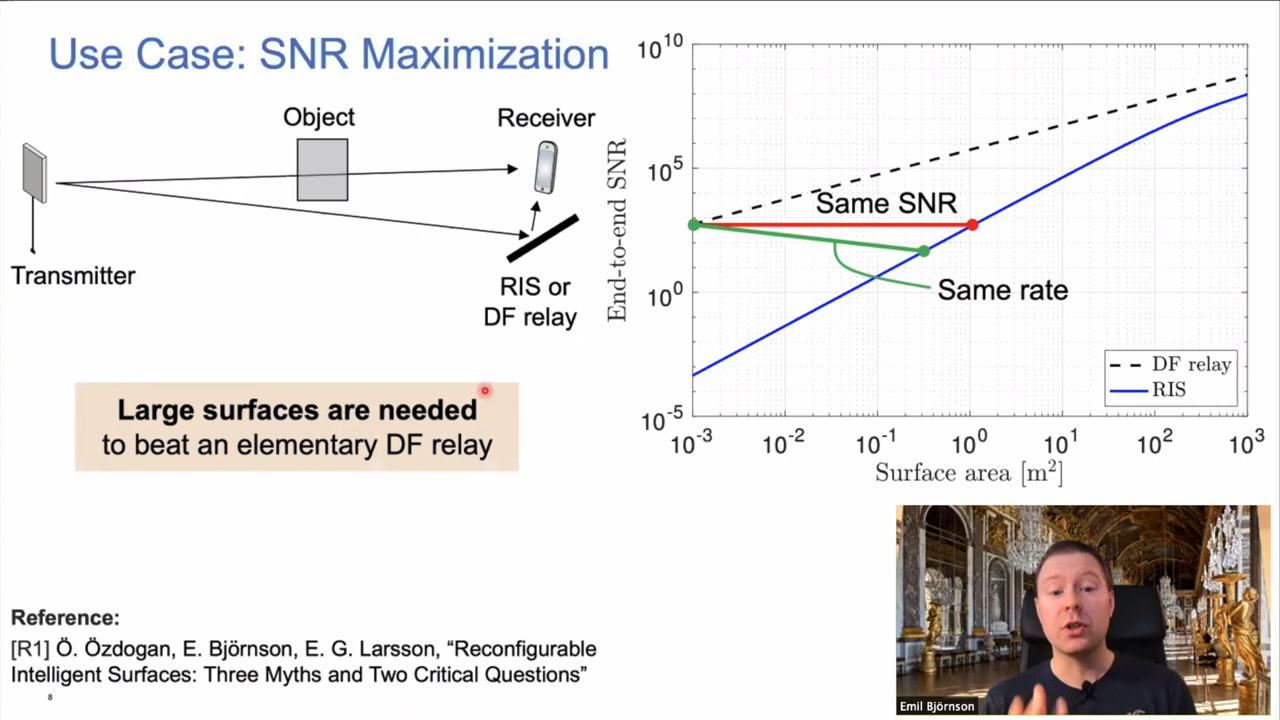 Use Case: SNR Maximization
Object
Receiver
Transmitter
RIS or
DF relay
Large surfaces are needed
to beat an elementary DF relay
Reference:
[R1] Ö. Özdogan, E. Björnson, E. G. Larsson, “Reconfigurable
Intelligent Surfaces: Three Myths and Two Critical Questions”
8
End-to-end SNR
10^10
10^5
10^0
10^-5
Same SNR
Same rate
DF relay
RIS
10^-3 10^-2 10^-1 10^0 10^1 10^2 10^3
Surface area [m^2]
Emil Björnson